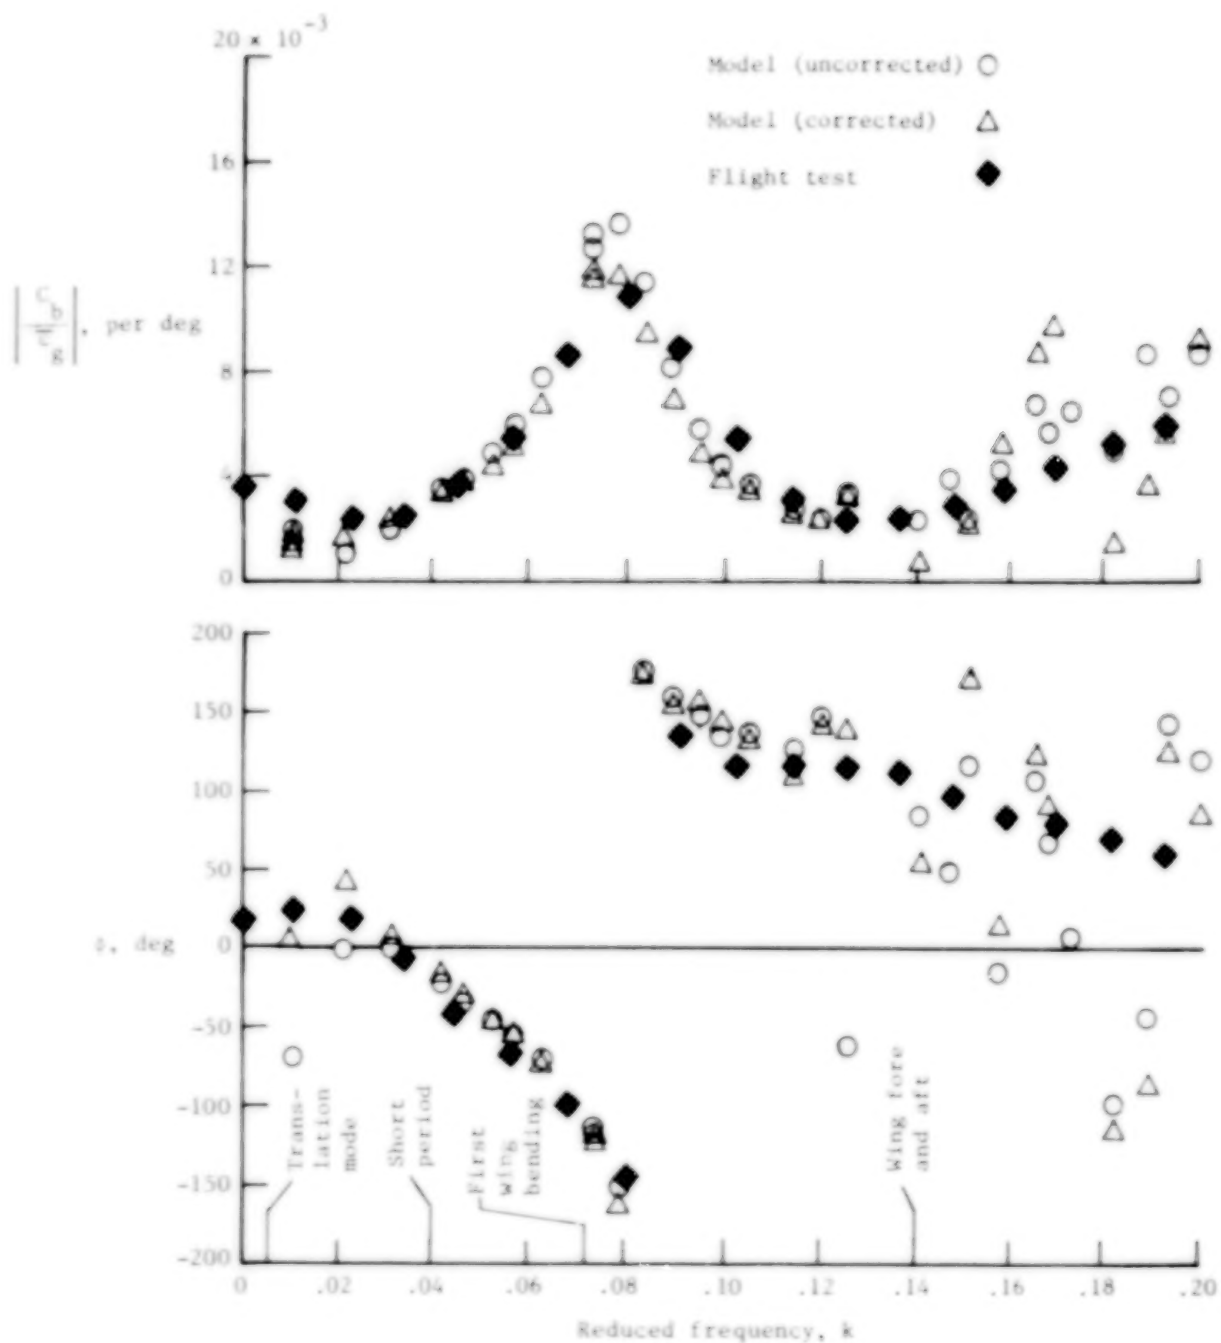 20 × 10⁻³
Model (uncorrected)
Model (corrected)
Flight test
16
12
, per deg
8
4
0
200
150
100
50
0
, deg
-50
-100
-150
-200
Trans-
lation
mode
Short
period
First
wing
bending
Wing fore
and aft
0
.02
.04
.06
.08
.10
.12
.14
.16
.18
.20
Reduced frequency, k